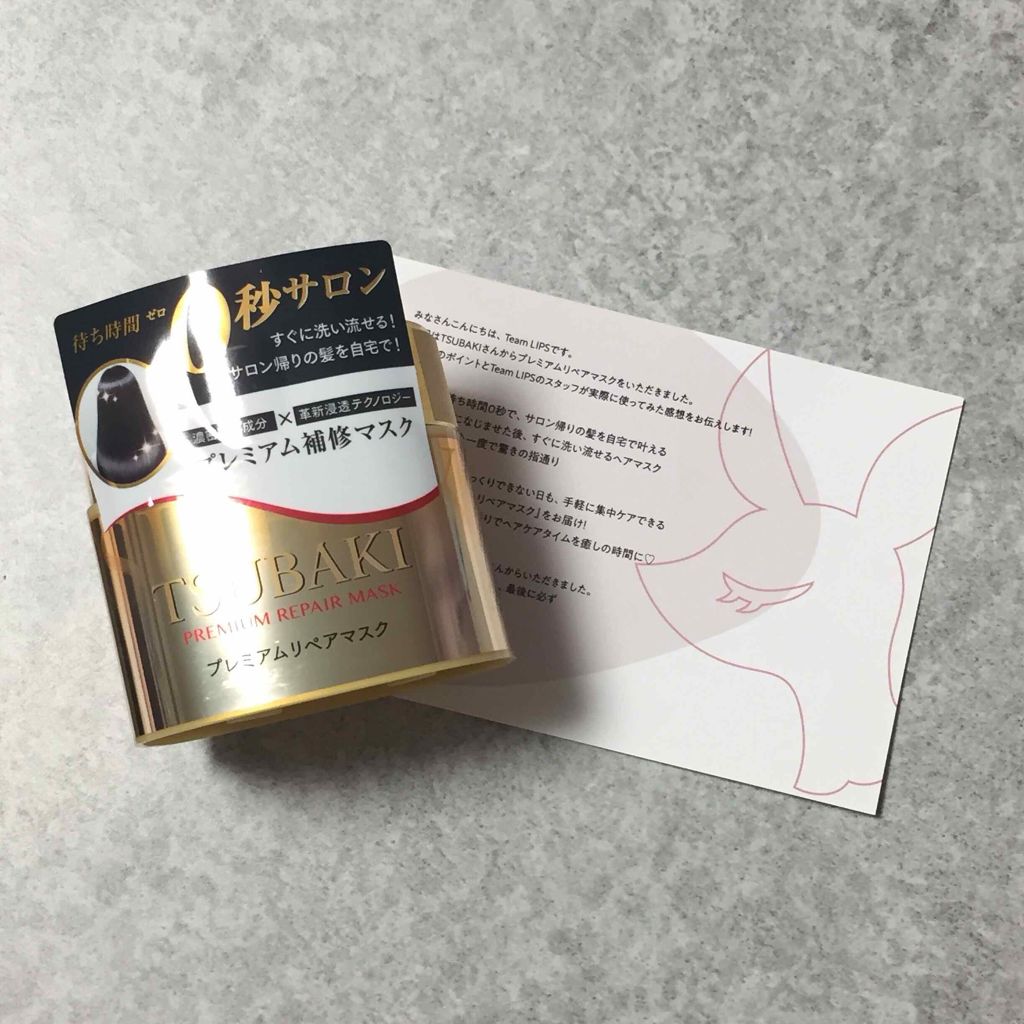 待ち時間 ゼロ
秒サロン
すぐに洗い流せる!
サロン帰りの髪を自宅で!
成分 × 革新浸透テクノロジー
プレミアム補修マスク
TSUBAKI
PREMIUM REPAIR MASK
プレミアムリペアマスク
みなさんこんにちは、Team LIPSです。
はTSUBAKIさんからプレミアムリペアマスクをいただきました。
のポイントとTeam LIPSのスタッフが実際に使ってみた感想をお伝えします!
待ち時間0秒で、サロン帰りの髪を自宅で叶える
になじませた後、すぐに洗い流せるヘアマスク
一度で驚きの指通り
っくりできない日も、手軽に集中ケアできる
リペアマスク」をお届け!
りでヘアケアタイムを癒しの時間に♡
さんからいただきました。
、最後に必ず